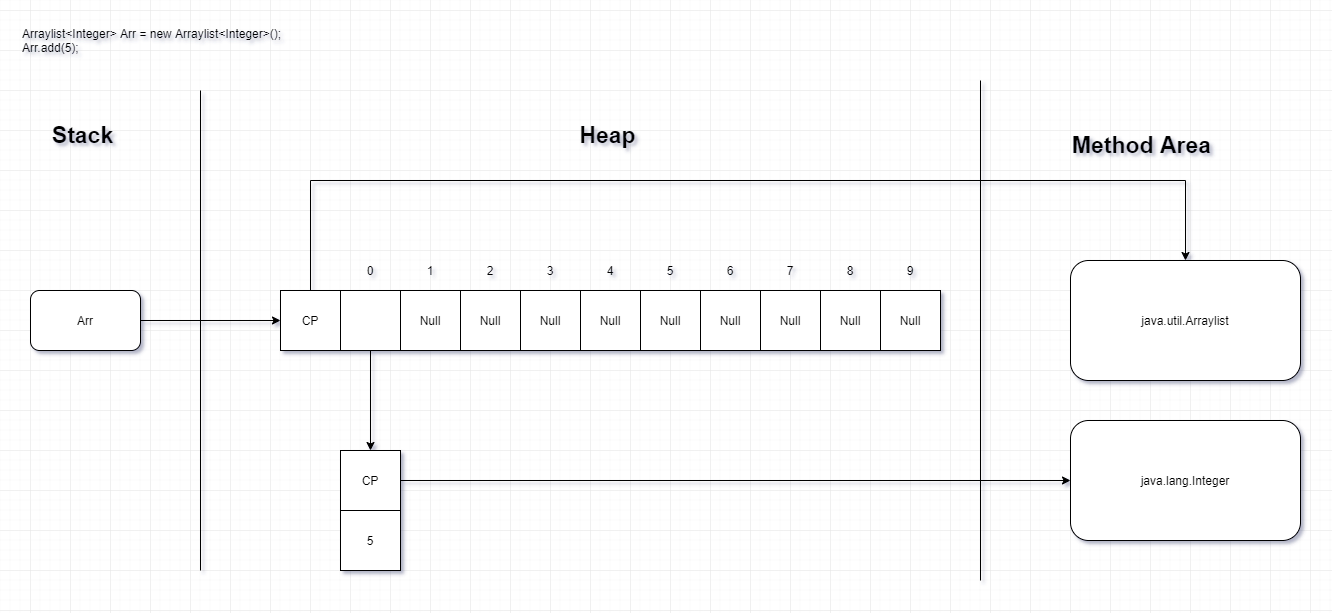 Arraylist<Integer> Arr = new Arraylist<Integer>();
Arr.add(5);
Stack
Heap
Method Area
0 1 2 3 4 5 6 7 8 9
Arr
CP Null Null Null Null Null Null Null Null Null
java.util.Arraylist
CP
java.lang.Integer
5